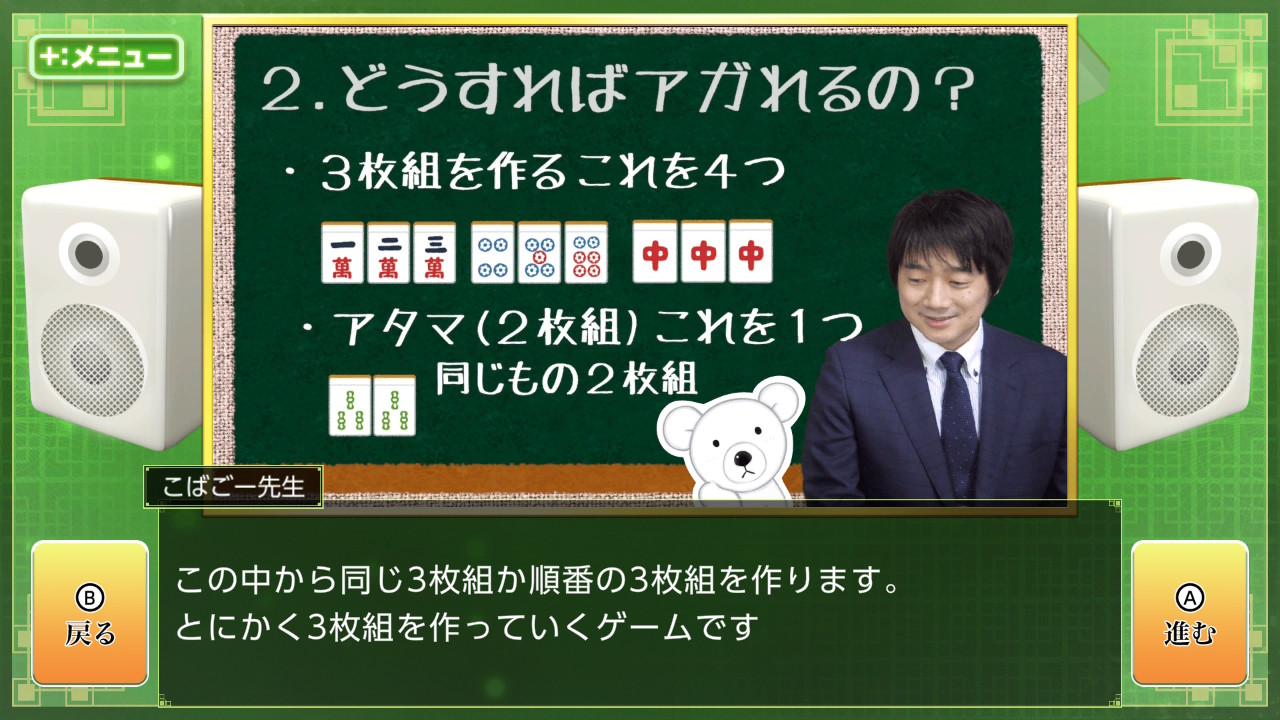 +:メニュー
2.どうすればアガれるの?
・3枚組を作るこれを4つ
一萬 二萬 三萬 中 中 中
・アタマ(2枚組)これを1つ
同じもの2枚組
こばごー先生
この中から同じ3枚組か順番の3枚組を作ります。
とにかく3枚組を作っていくゲームです
B
戻る
A
進む